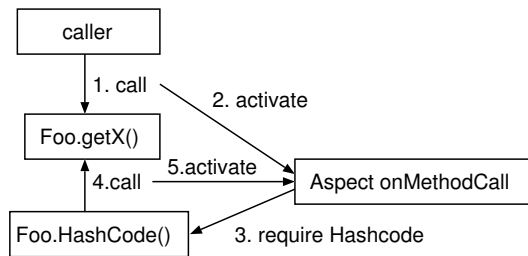 caller
1. call
2. activate
Foo.getX()
4.call
5.activate
Aspect onMethodCall
Foo.HashCode()
3. require Hashcode